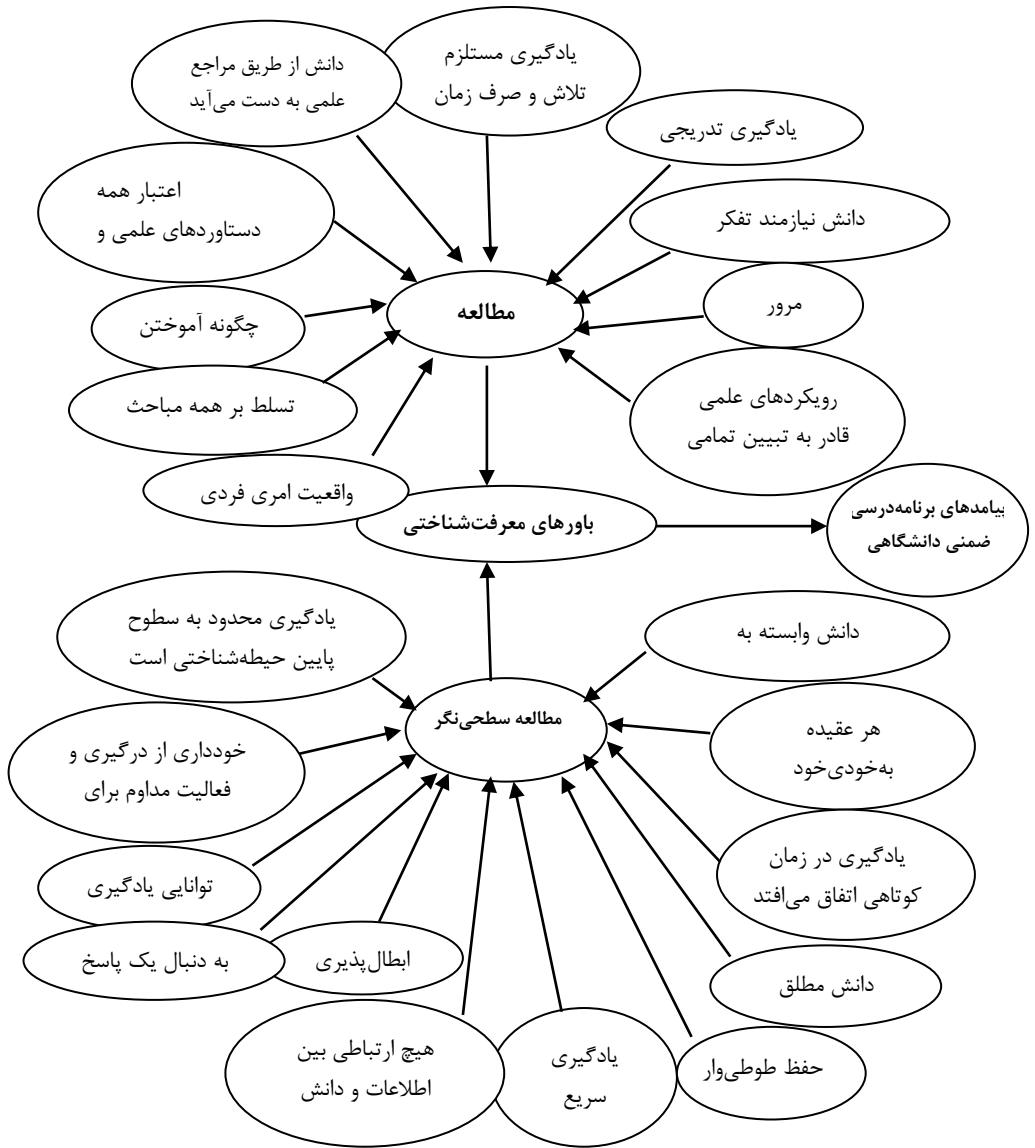 یادگیری مستلزم
تلاش و صرف زمان
دانش از طریق مراجع
علمی به دست می‌آید
یادگیری تدریجی
اعتبار همه
دستاوردهای علمی و
دانش نیازمند تفکر
مرور
مطالعه
چگونه آموختن
رویکردهای علمی
قادر به تبیین تمامی
تسلط بر همه مباحث
واقعیت امری فردی
باورهای معرفت‌شناختی
پیامدهای برنامه‌درسی
ضمنی دانشگاهی
یادگیری محدود به سطوح
پایین حیطه‌شناختی است
دانش وابسته به
مطالعه سطحی‌نگر
هر عقیده
به‌خودی‌خود
خودداری از درگیری و
فعالیت مداوم برای
یادگیری در زمان
کوتاهی اتفاق می‌افتد
توانایی یادگیری
به دنبال یک پاسخ
ابطال‌پذیری
دانش مطلق
هیچ ارتباطی بین
اطلاعات و دانش
یادگیری
سریع
حفظ طوطی‌وار